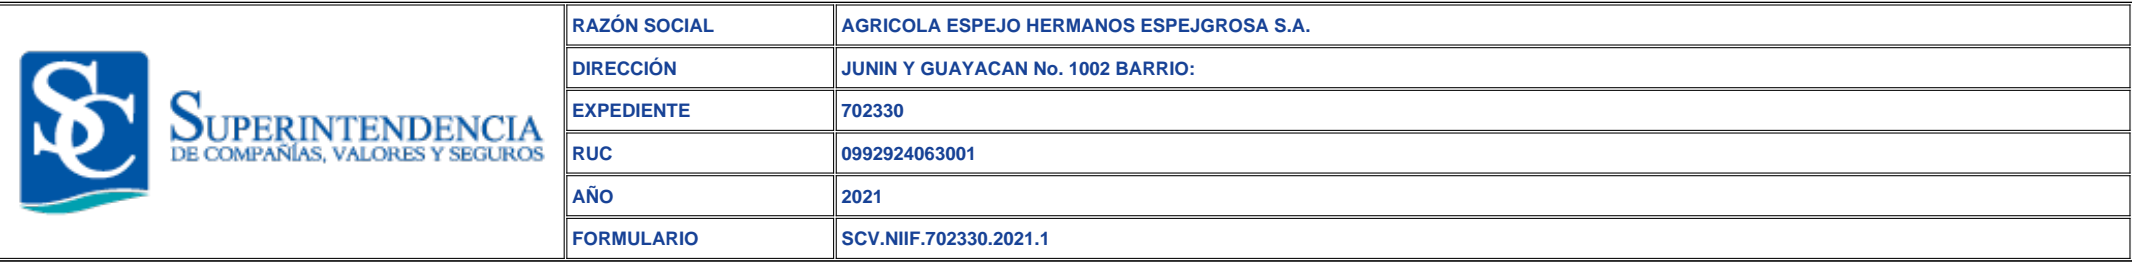 SC
SUPERINTENDENCIA
DE COMPAÑÍAS, VALORES Y SEGUROS
RAZÓN SOCIAL AGRICOLA ESPEJO HERMANOS ESPEJGROSA S.A.
DIRECCIÓN JUNIN Y GUAYACAN No. 1002 BARRIO:
EXPEDIENTE 702330
RUC 0992924063001
AÑO 2021
FORMULARIO SCV.NIIF.702330.2021.1